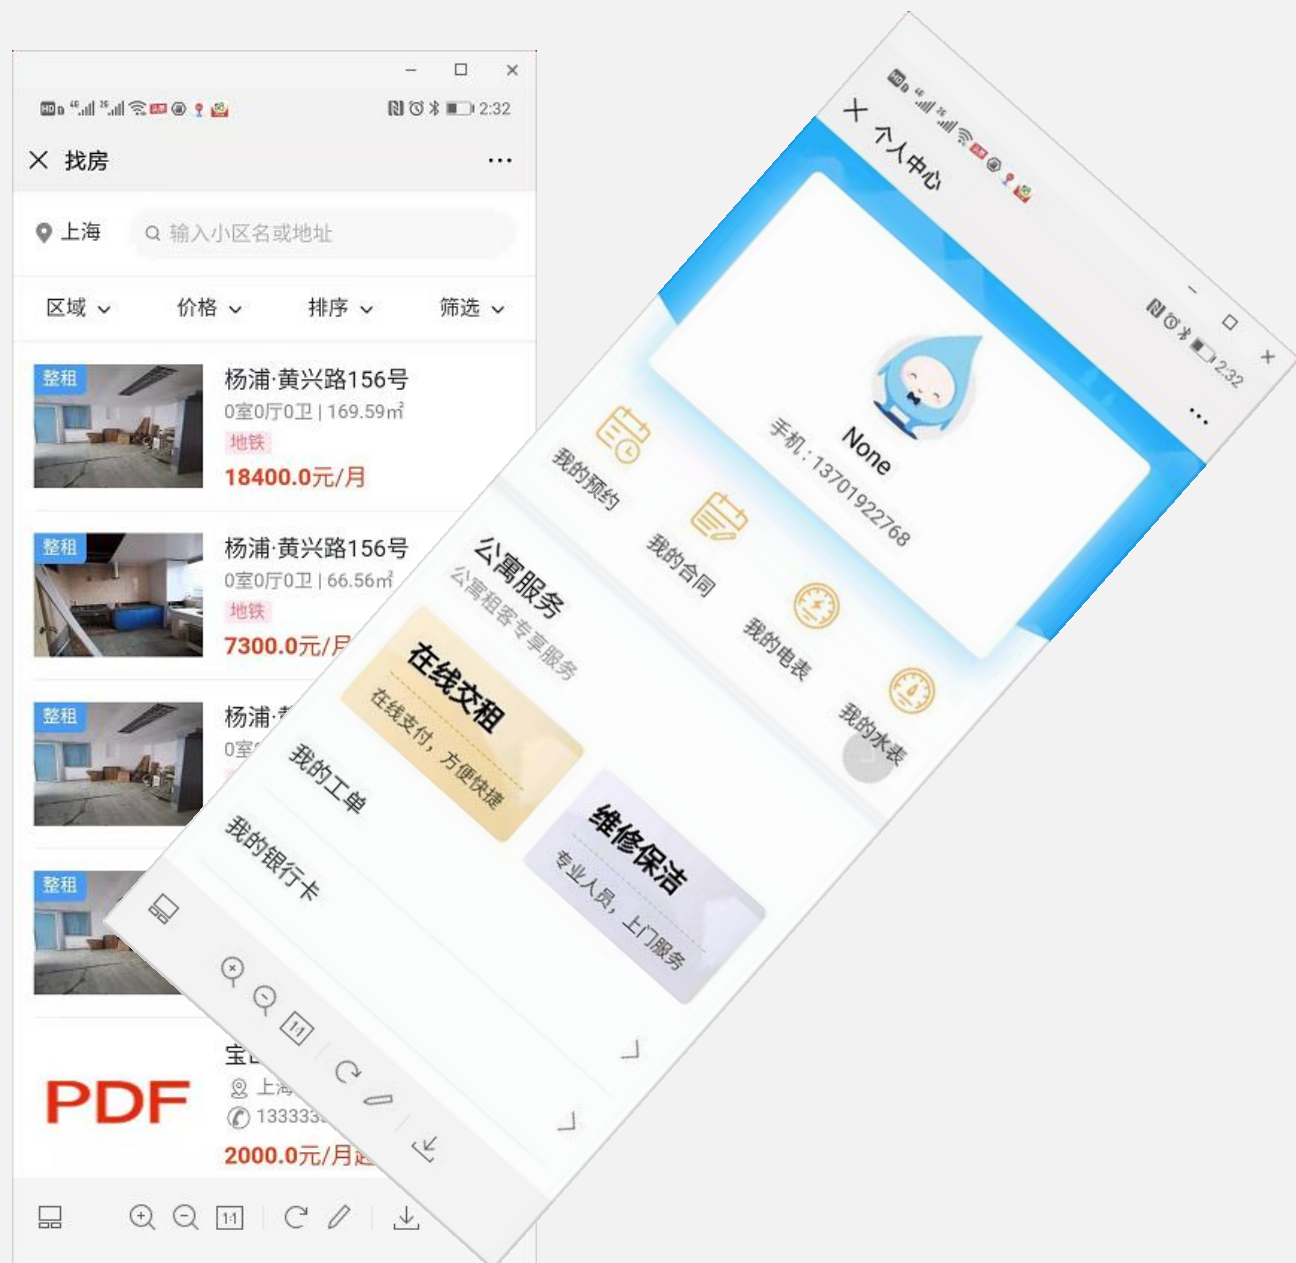 2:32
找房
上海
输入小区名或地址
区域
价格
排序
筛选
整租
杨浦·黄兴路156号
0室0厅0卫 | 169.59㎡
地铁
18400.0元/月
整租
杨浦·黄兴路156号
0室0厅0卫 | 66.56㎡
地铁
7300.0元/月
整租
杨浦·
0室
整租
PDF
上海
133333
2000.0元/月起
1:1
2:32
个人中心
None
手机：13701922768
我的预约
我的合同
我的电表
我的水表
公寓服务
公寓租客专享服务
在线交租
在线支付，方便快捷
维修保洁
专业人员，上门服务
我的工单
我的银行卡
1:1